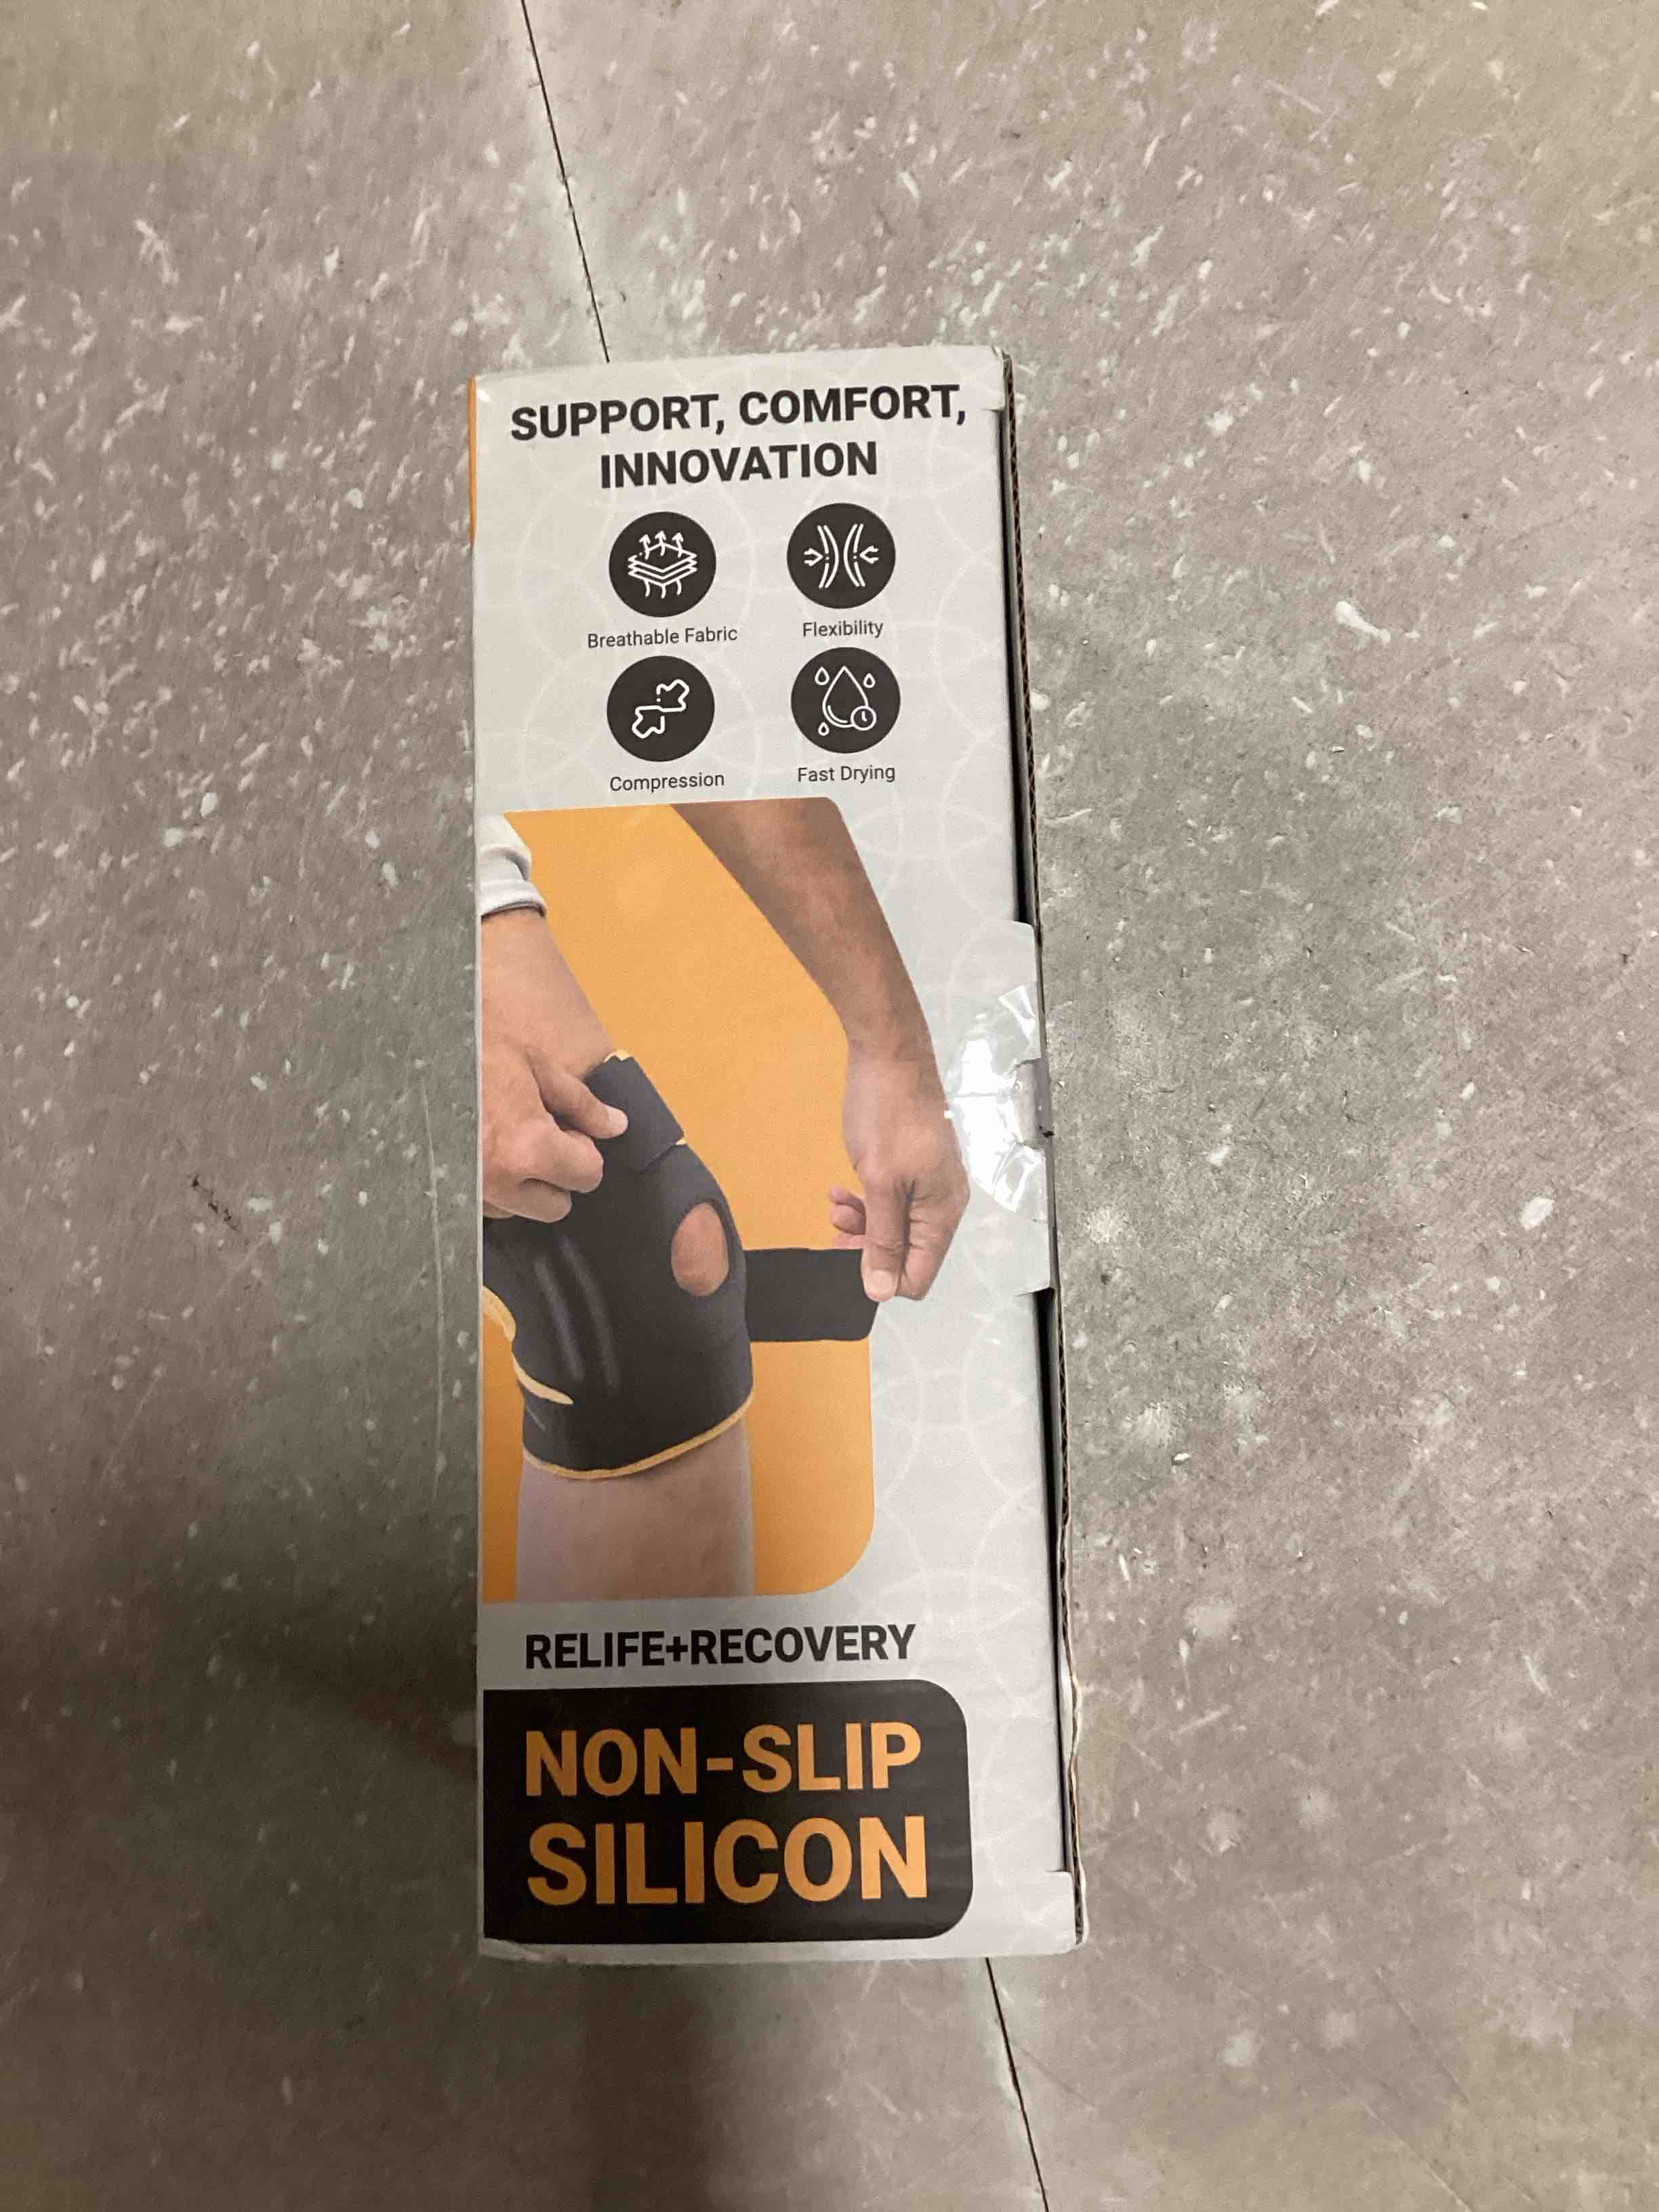 SUPPORT, COMFORT,
INNOVATION
Breathable Fabric
Flexibility
Compression
Fast Drying
RELIFE+RECOVERY
NON-SLIP
SILICON